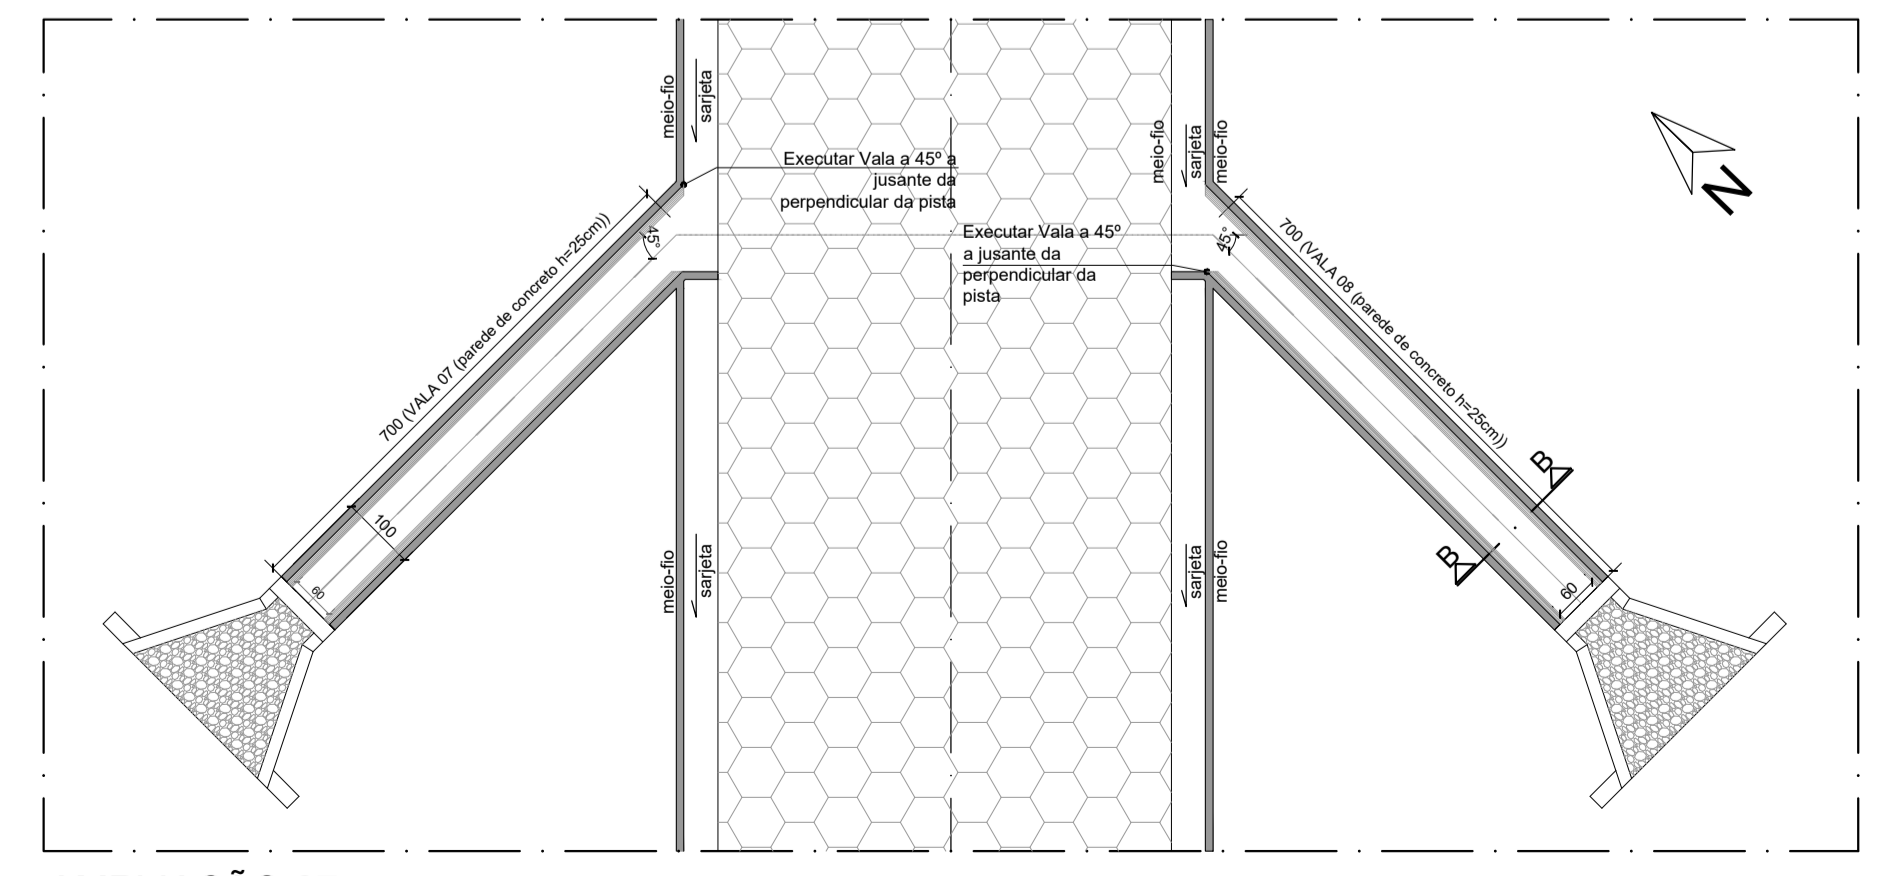 meio-fio
sarjeta
Executar Vala a 45º a
jusante da
perpendicular da pista
meio-fio
sarjeta
meio-fio
N
Executar Vala a 45º
a jusante da
perpendicular da
pista
45°
45°
700 (VALA 07 (parede de concreto h=25cm))
700 (VALA 08 (parede de concreto h=25cm))
100
60
B
B
60
meio-fio
sarjeta
sarjeta
meio-fio